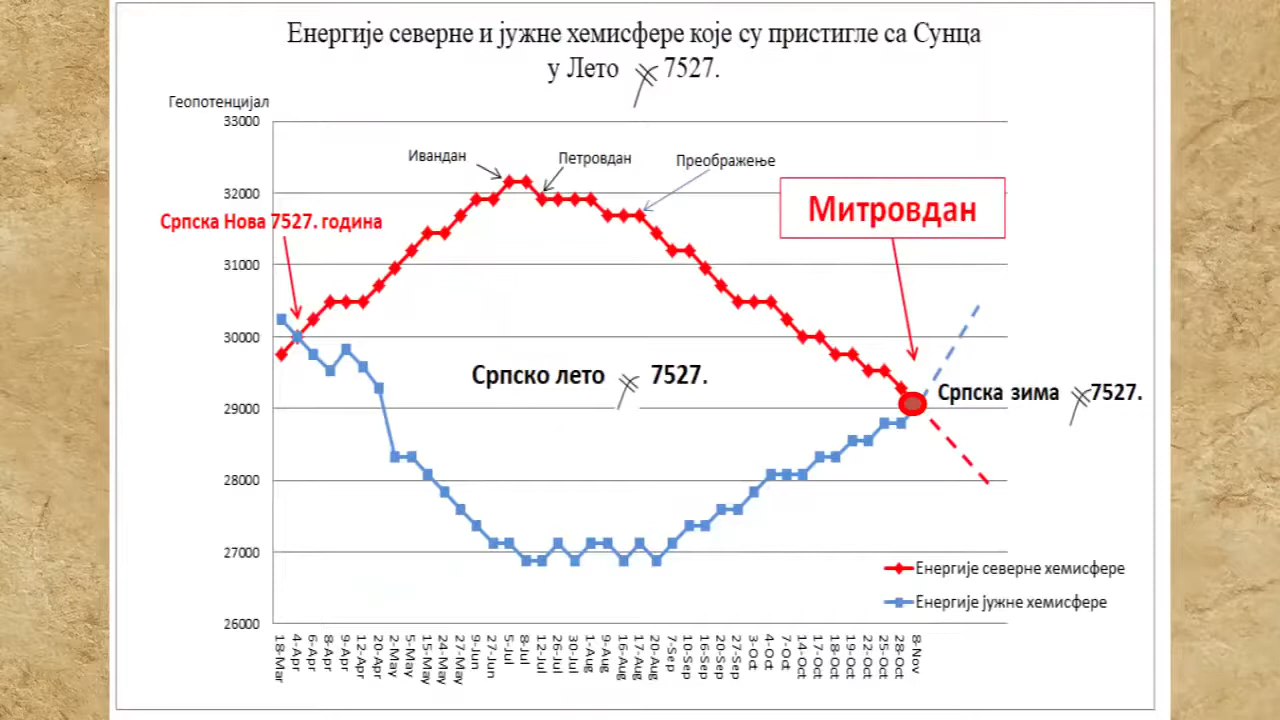 Енергије северне и јужне хемисфере које су пристигле са Сунца
у Лето 7527.
Геопотенцијал
33000
32000
31000
30000
29000
28000
27000
26000
Ивандан
Петровдан
Преображење
Српска Нова 7527. година
Митровдан
Српско лето 7527.
Српска зима 7527.
Енергије северне хемисфере
Енергије јужне хемисфере
18-Mar
4-Apr
6-Apr
8-Apr
9-Apr
12-Apr
20-Apr
2-May
5-May
15-May
24-May
27-May
9-Jun
27-Jun
5-Jul
8-Jul
12-Jul
26-Jul
30-Jul
1-Aug
9-Aug
16-Aug
17-Aug
20-Aug
7-Sep
10-Sep
16-Sep
20-Sep
27-Sep
3-Oct
4-Oct
7-Oct
14-Oct
17-Oct
18-Oct
19-Oct
22-Oct
25-Oct
28-Oct
8-Nov